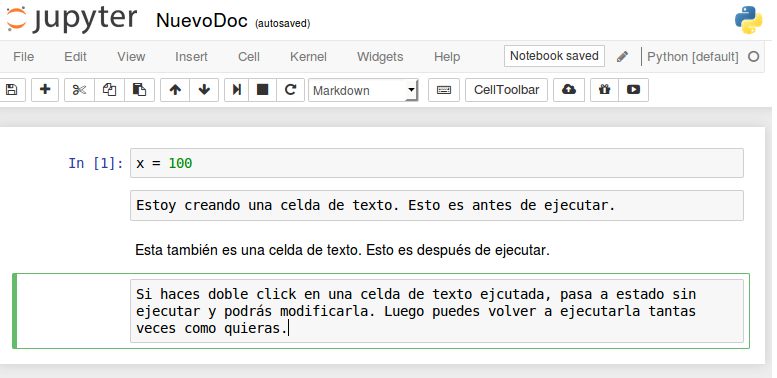 jupyter NuevoDoc (autosaved)
File Edit View Insert Cell Kernel Widgets Help Notebook saved Python [default]
Markdown CellToolbar
In [1]: x = 100
Estoy creando una celda de texto. Esto es antes de ejecutar.
Esta también es una celda de texto. Esto es después de ejecutar.
Si haces doble click en una celda de texto ejcutada, pasa a estado sin
ejecutar y podrás modificarla. Luego puedes volver a ejecutarla tantas
veces como quieras.